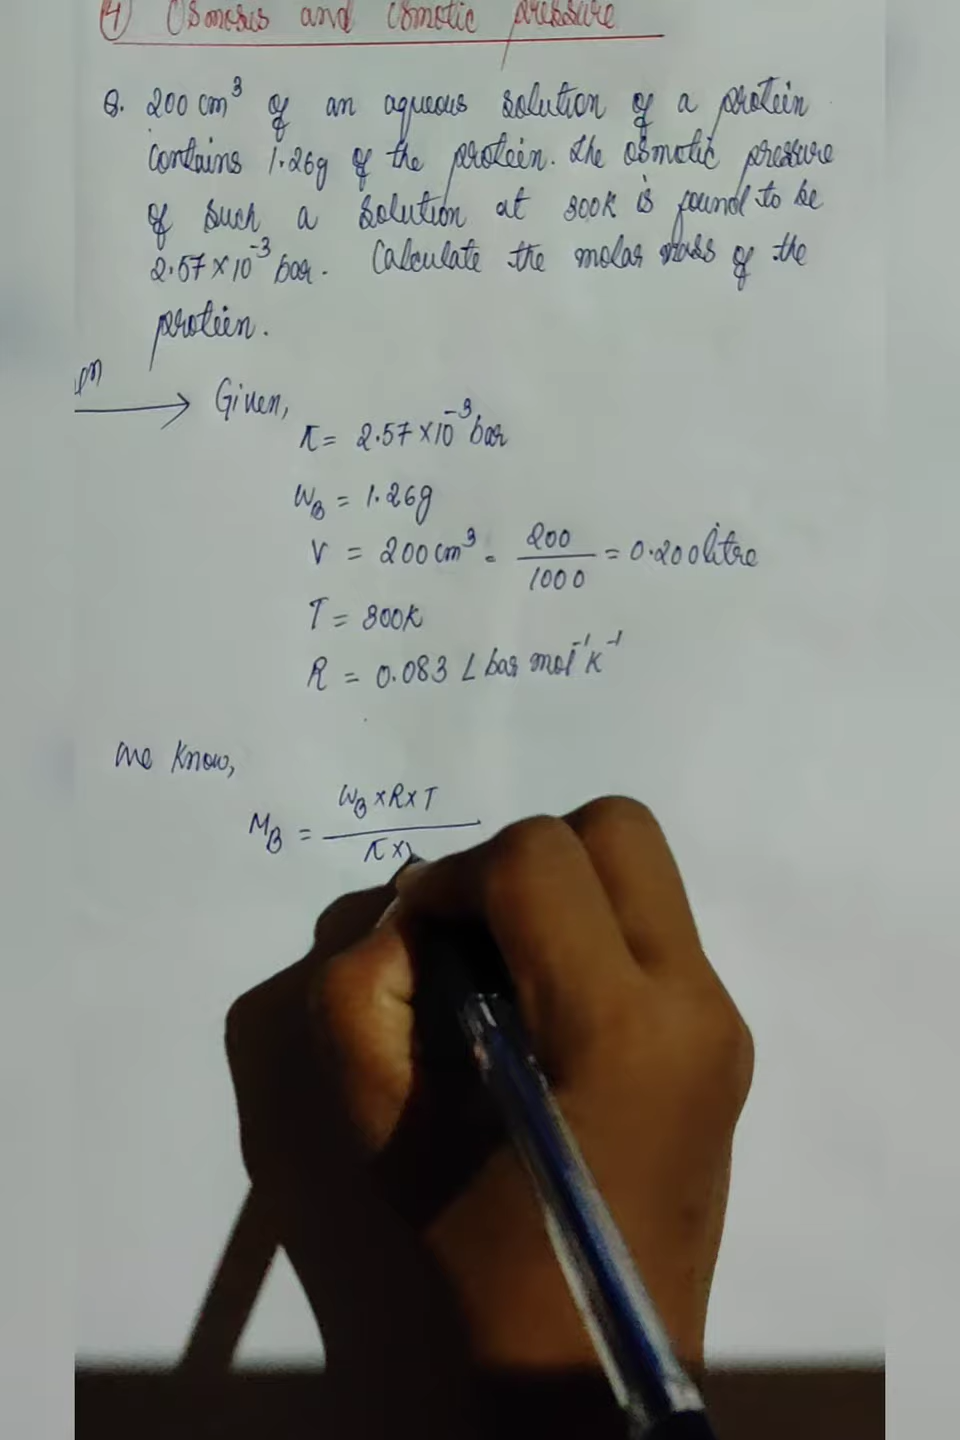 4) Osmosis and Osmotic pressure
Q. 200 cm³ of an aqueous solution of a protein
contains 1.26g of the protein. The osmotic pressure
of such a solution at 300K is found to be
2.57×10⁻³ bar. Calculate the molar mass of the
protein.
Given,
π = 2.57×10⁻³ bar
W_B = 1.26g
V = 200 cm³ = 200/1000 = 0.200 litre
T = 300K
R = 0.083 L bar mol⁻¹ K⁻¹
We know,
M_B = W_B × R × T
π ×